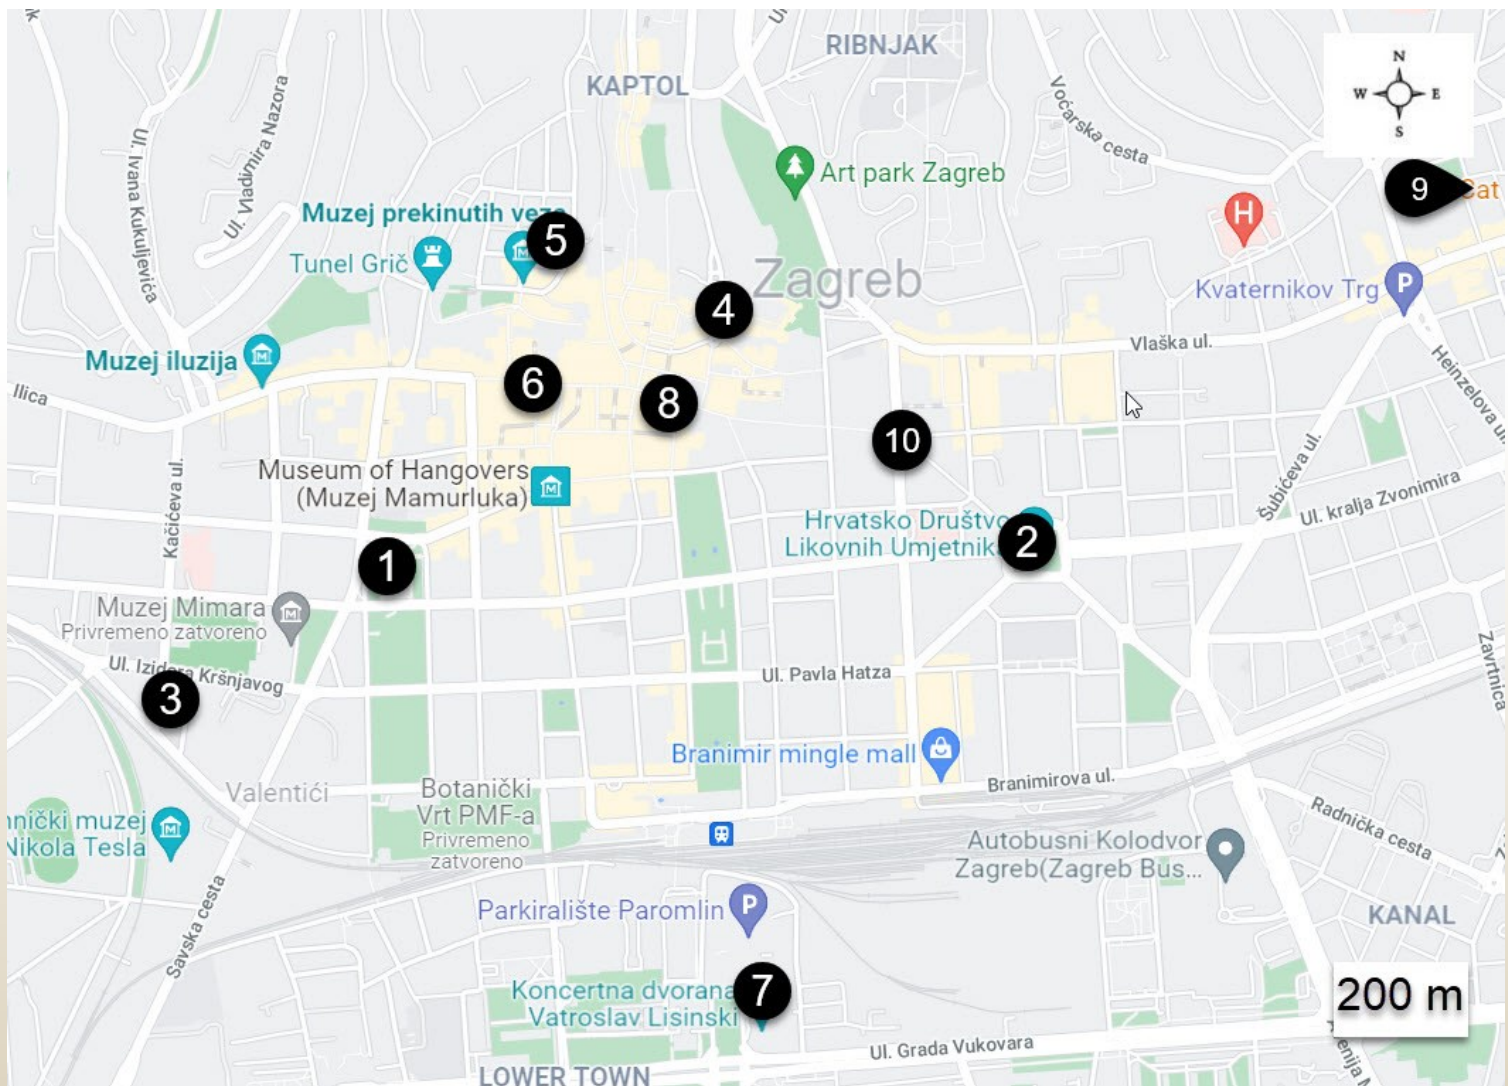 RIBNJAK
KAPTOL
N
W E
S
Ul. Ivana Kukuljevića
Ul. Vladimira Nazora
Voćarska cesta
Art park Zagreb
9
Muzej prekinutih
5
H
Tunel Grič
Zagreb
Kvaternikov Trg
P
4
Vlaška ul.
Muzej iluzija
Heinzelova
Ilica
6
8
10
Museum of Hangovers
(Muzej Mamurluka)
Kačićeva ul.
Šubićeva ul.
Ul. kralja Zvonimira
Hrvatsko Društvo
Likovnih
2
1
Muzej Mimara
Privremeno zatvoreno
Ul. Izidora Kršnjavog
Ul. Pavla Hatza
Zavrtnica
3
Branimir mingle mall
Branimirova ul.
Valentići
Botanički
Vrt PMF-a
Privremeno
zatvoreno
muzej
Nikola Tesla
Radnička cesta
Autobusni Kolodvor
Zagreb(Zagreb Bus...
Savska cesta
Parkiralište Paromlin
P
KANAL
Koncertna dvorana
Vatroslav Lisinski
7
200 m
Ul. Grada Vukovara
LOWER TOWN